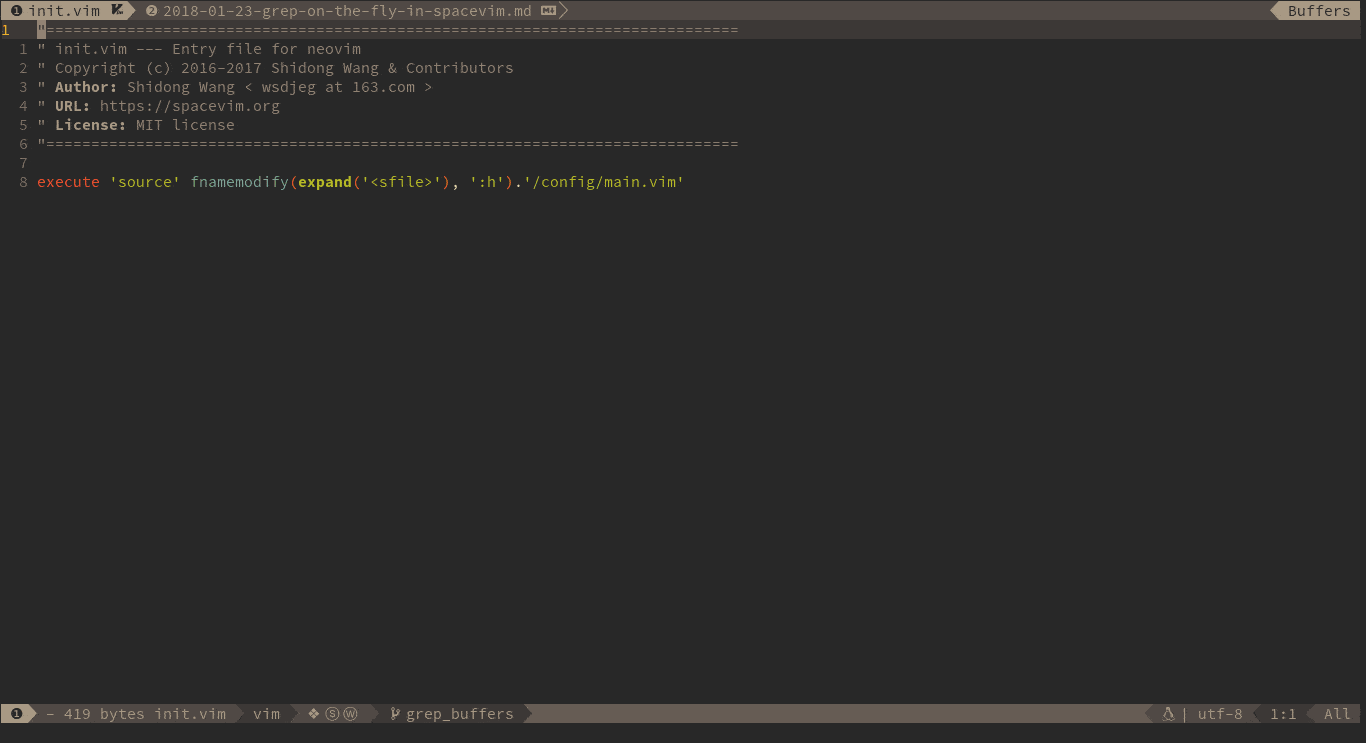 ❶ init.vim ❷ 2018-01-23-grep-on-the-fly-in-spacevim.md Buffers
1 "=============================================================================
1 " init.vim --- Entry file for neovim
2 " Copyright (c) 2016-2017 Shidong Wang & Contributors
3 " Author: Shidong Wang < wsdjeg at 163.com >
4 " URL: https://spacevim.org
5 " License: MIT license
6 "=============================================================================
7
8 execute 'source' fnamemodify(expand('<sfile>'), ':h').'/config/main.vim'
❶ - 419 bytes init.vim vim ❖ ⓢ ⓦ grep_buffers | utf-8 1:1 All